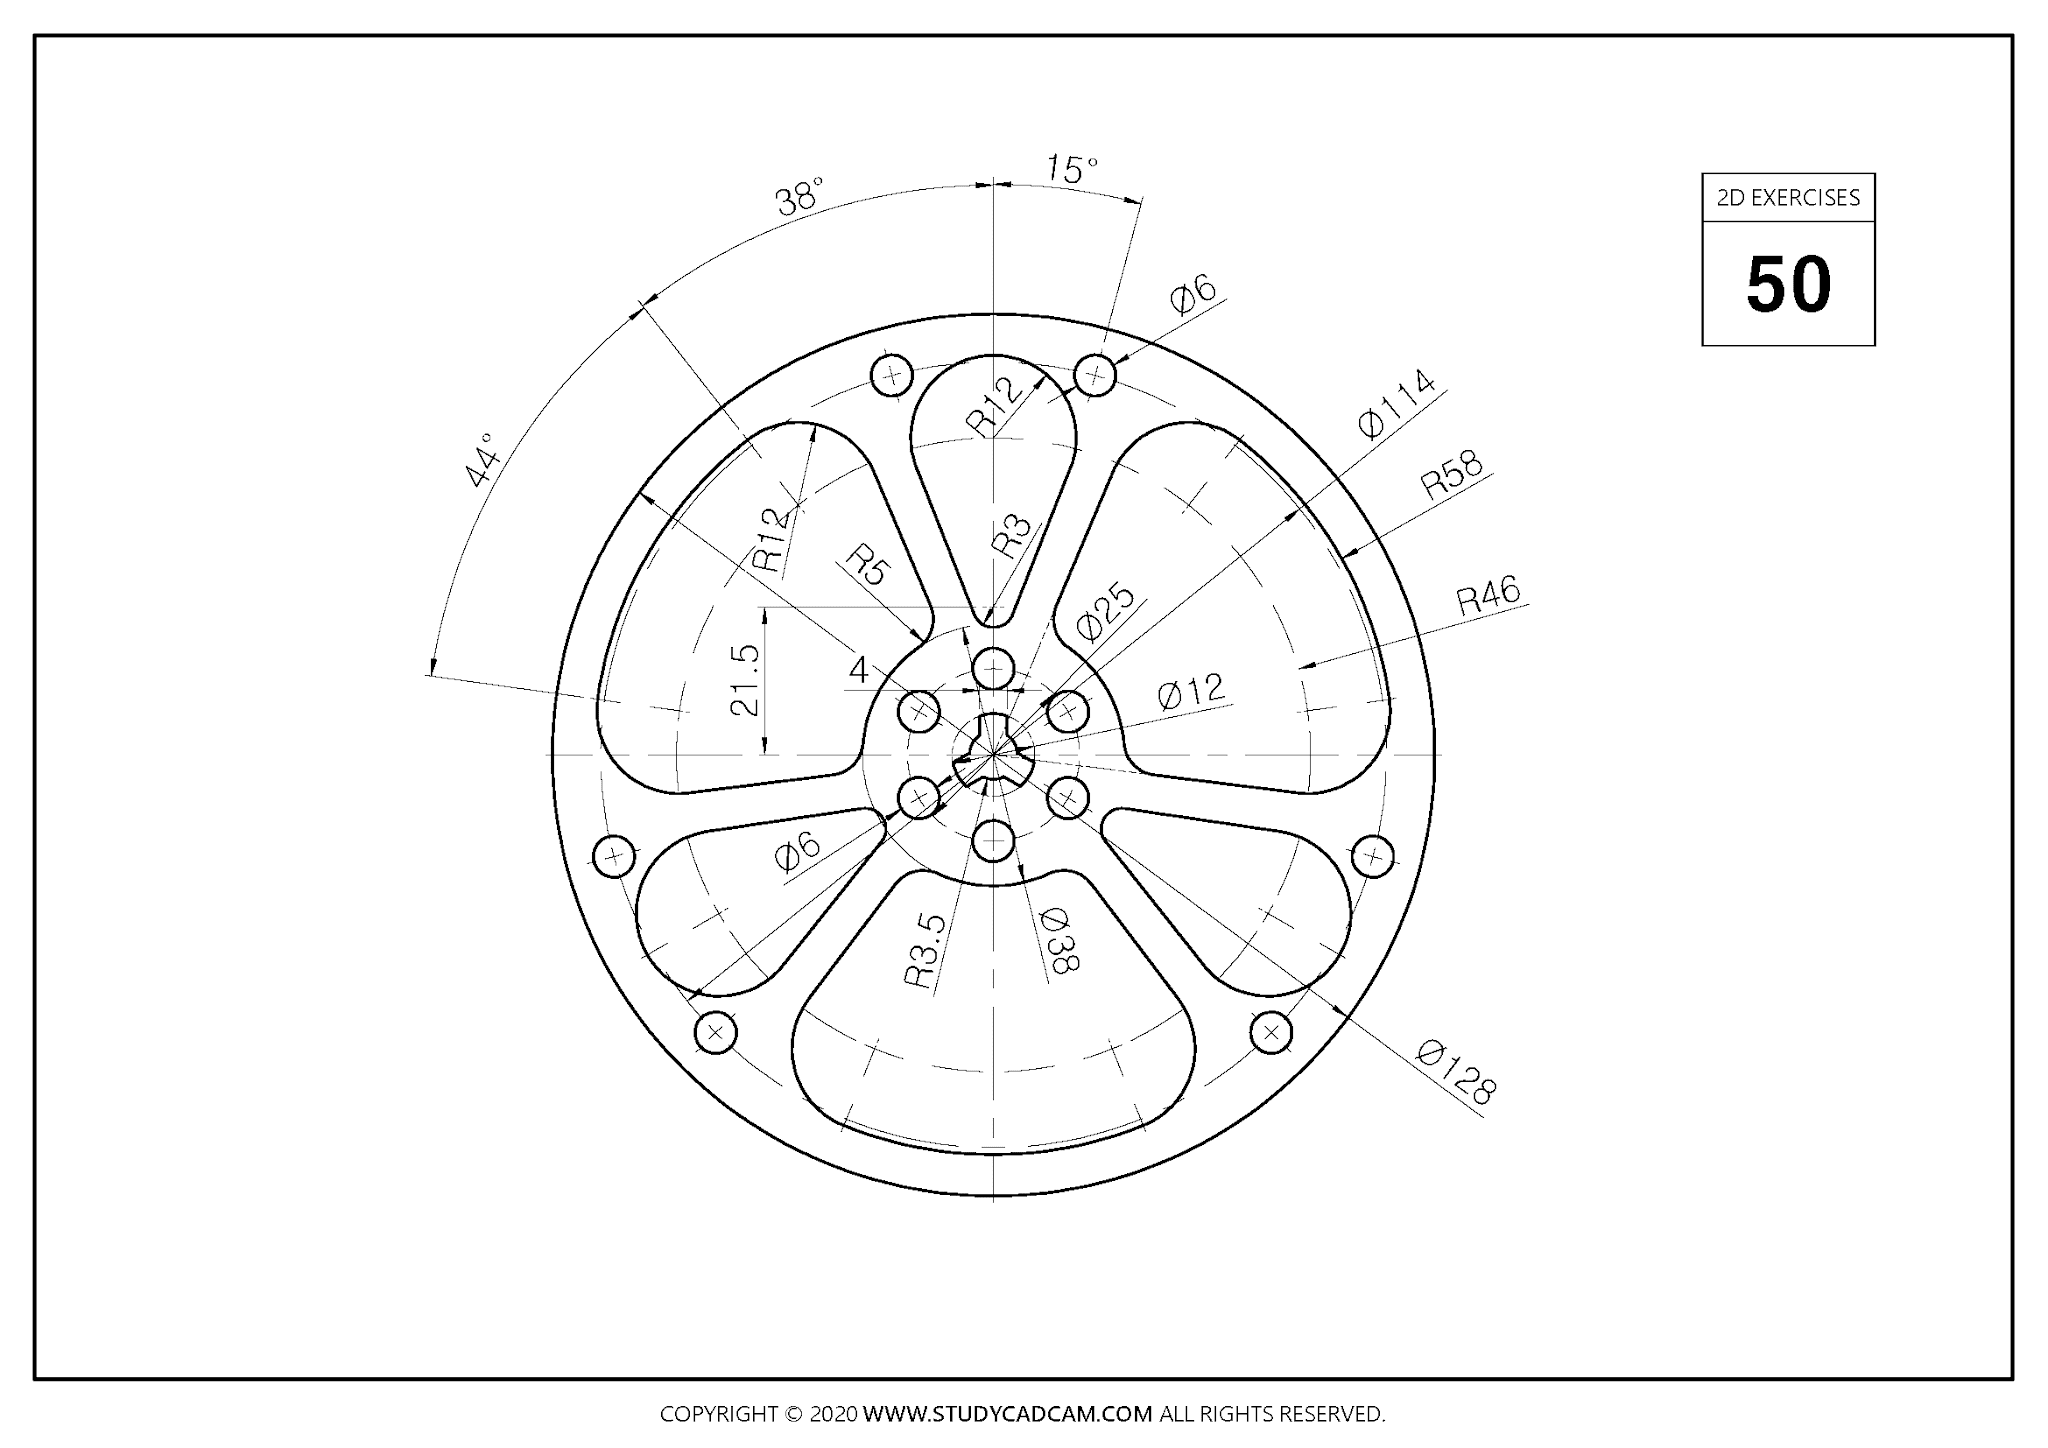 15°
38°
2D EXERCISES
50
Ø6
44°
R12
Ø114
R58
R12
R3
R5
R46
Ø25
21.5
4
Ø12
Ø6
R3.5
Ø38
Ø128
COPYRIGHT © 2020 WWW.STUDYCADCAM.COM ALL RIGHTS RESERVED.